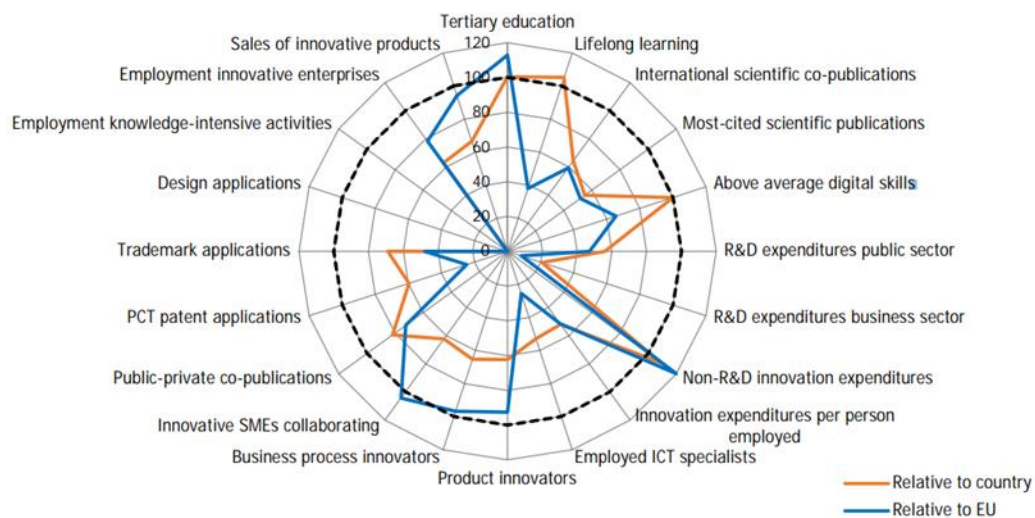 Tertiary education
Sales of innovative products
Lifelong learning
Employment innovative enterprises
International scientific co-publications
Employment knowledge-intensive activities
Most-cited scientific publications
Design applications
Above average digital skills
Trademark applications
R&D expenditures public sector
PCT patent applications
R&D expenditures business sector
Public-private co-publications
Non-R&D innovation expenditures
Innovative SMEs collaborating
Innovation expenditures per person
employed
Business process innovators
Employed ICT specialists
Product innovators
120
100
80
60
40
20
0
Relative to country
Relative to EU